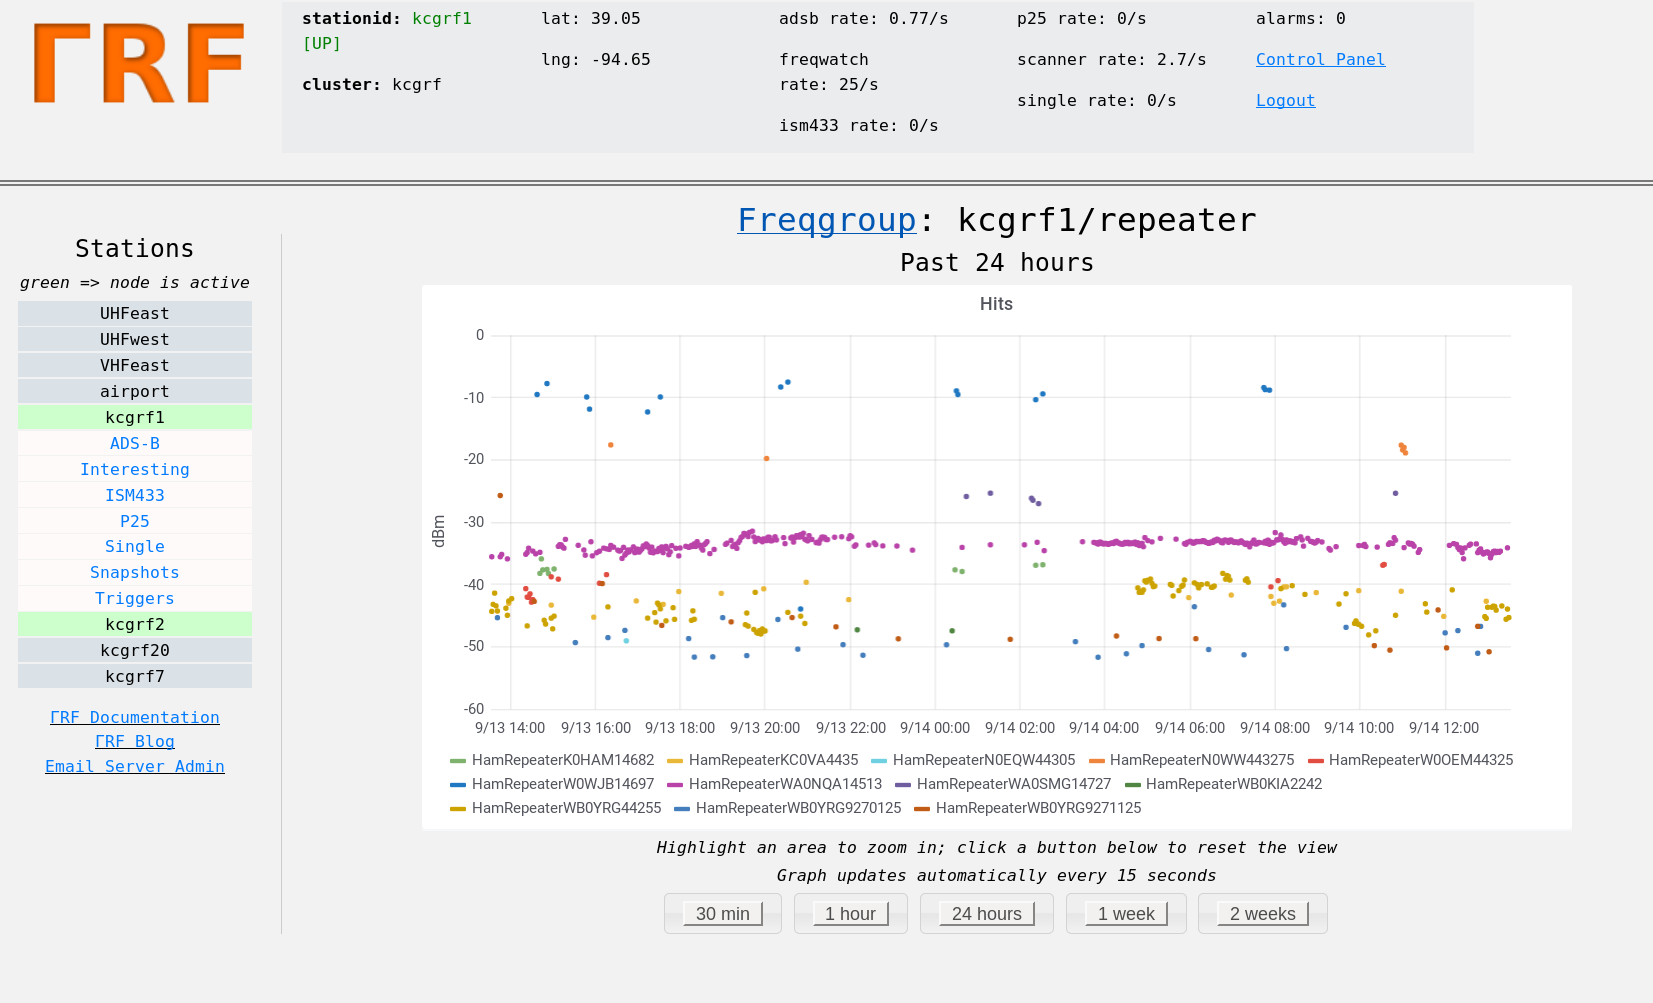 ΓRF
stationid: kcgrf1
[UP]
cluster: kcgrf
lat: 39.05
lng: -94.65
adsb rate: 0.77/s
freqwatch
rate: 25/s
ism433 rate: 0/s
p25 rate: 0/s
scanner rate: 2.7/s
single rate: 0/s
alarms: 0
Control Panel
Logout
Stations
green => node is active
UHFeast
UHFwest
VHFeast
airport
kcgrf1
ADS-B
Interesting
ISM433
P25
Single
Snapshots
Triggers
kcgrf2
kcgrf20
kcgrf7
ΓRF Documentation
ΓRF Blog
Email Server Admin
Freqgroup: kcgrf1/repeater
Past 24 hours
Hits
dBm
0
-10
-20
-30
-40
-50
-60
9/13 14:00 9/13 16:00 9/13 18:00 9/13 20:00 9/13 22:00 9/14 00:00 9/14 02:00 9/14 04:00 9/14 06:00 9/14 08:00 9/14 10:00 9/14 12:00
HamRepeaterK0HAM14682 HamRepeaterKC0VA4435 HamRepeaterN0EQW44305 HamRepeaterN0WW443275 HamRepeaterW0OEM44325
HamRepeaterW0WJB14697 HamRepeaterWA0NQA14513 HamRepeaterWA0SMG14727 HamRepeaterWB0KIA2242
HamRepeaterWB0YRG44255 HamRepeaterWB0YRG9270125 HamRepeaterWB0YRG9271125
Highlight an area to zoom in; click a button below to reset the view
Graph updates automatically every 15 seconds
30 min 1 hour 24 hours 1 week 2 weeks